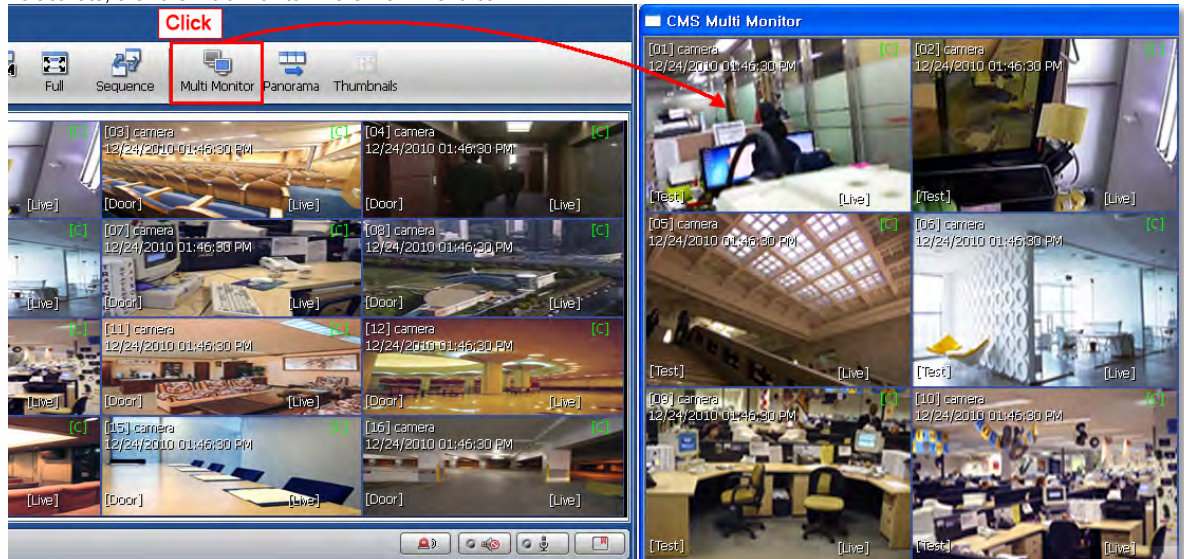 Click
Full Sequence Multi Monitor Panorama Thumbnails
[C]
[Live]
[03] camera [C]
12/24/2010 01:46:30 PM
[Door] [Live]
[04] camera [C]
12/24/2010 01:46:30 PM
[Door] [Live]
[C]
[Live]
[07] camera [C]
12/24/2010 01:46:30 PM
[Door] [Live]
[08] camera [C]
12/24/2010 01:46:30 PM
[Door] [Live]
[C]
[Live]
[11] camera [C]
12/24/2010 01:46:30 PM
[Door] [Live]
[12] camera [C]
12/24/2010 01:46:30 PM
[Door] [Live]
[C]
[Live]
[15] camera [C]
12/24/2010 01:46:30 PM
[Door] [Live]
[16] camera [C]
12/24/2010 01:46:30 PM
[Door] [Live]
CMS Multi Monitor
[01] camera [C]
12/24/2010 01:46:30 PM
[Test] [Live]
[02] camera [C]
12/24/2010 01:46:30 PM
[Test] [Live]
[05] camera [C]
12/24/2010 01:46:30 PM
[Test] [Live]
[06] camera [C]
12/24/2010 01:46:30 PM
[Test] [Live]
[09] camera [C]
12/24/2010 01:46:30 PM
[Test] [Live]
[10] camera [C]
12/24/2010 01:46:30 PM
[Test] [Live]